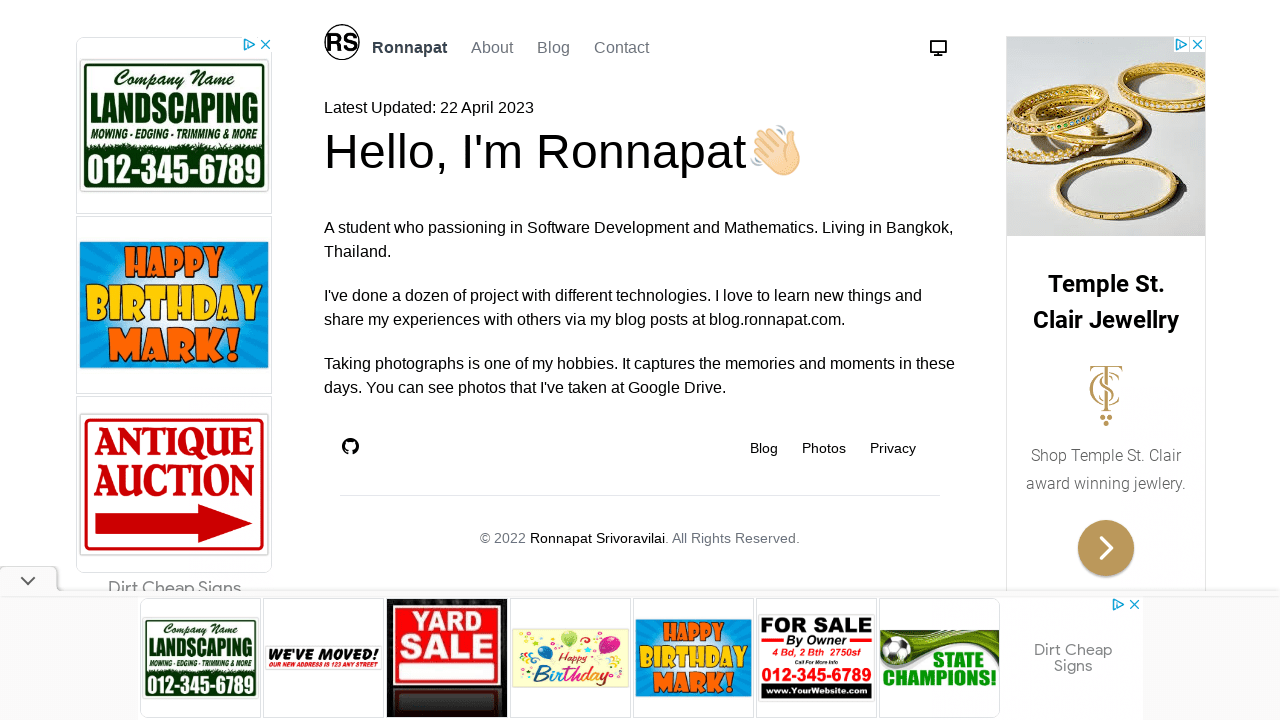 RS
Ronnapat
About
Blog
Contact
Latest Updated: 22 April 2023
Hello, I'm Ronnapat
A student who passioning in Software Development and Mathematics. Living in Bangkok,
Thailand.
I've done a dozen of project with different technologies. I love to learn new things and
share my experiences with others via my blog posts at blog.ronnapat.com.
Taking photographs is one of my hobbies. It captures the memories and moments in these
days. You can see photos that I've taken at Google Drive.
Blog
Photos
Privacy
© 2022 Ronnapat Srivoravilai. All Rights Reserved.
Company Name
LANDSCAPING
MOWING - EDGING - TRIMMING & MORE
012-345-6789
HAPPY
BIRTHDAY
MARK!
ANTIQUE
AUCTION
Dirt Cheap Signs
Temple St.
Clair Jewellry
Shop Temple St. Clair
award winning jewlery.
Company Name
LANDSCAPING
MOWING - EDGING - TRIMMING & MORE
012-345-6789
WE'VE MOVED!
OUR NEW ADDRESS IS 123 ANY STREET
YARD
SALE
Happy
Birthday
HAPPY
BIRTHDAY
MARK!
FOR SALE
By Owner
4 Bd, 2 Bth 2750sf
Call For More Info
012-345-6789
www.YourWebsite.com
STATE
CHAMPIONS!
Dirt Cheap
Signs